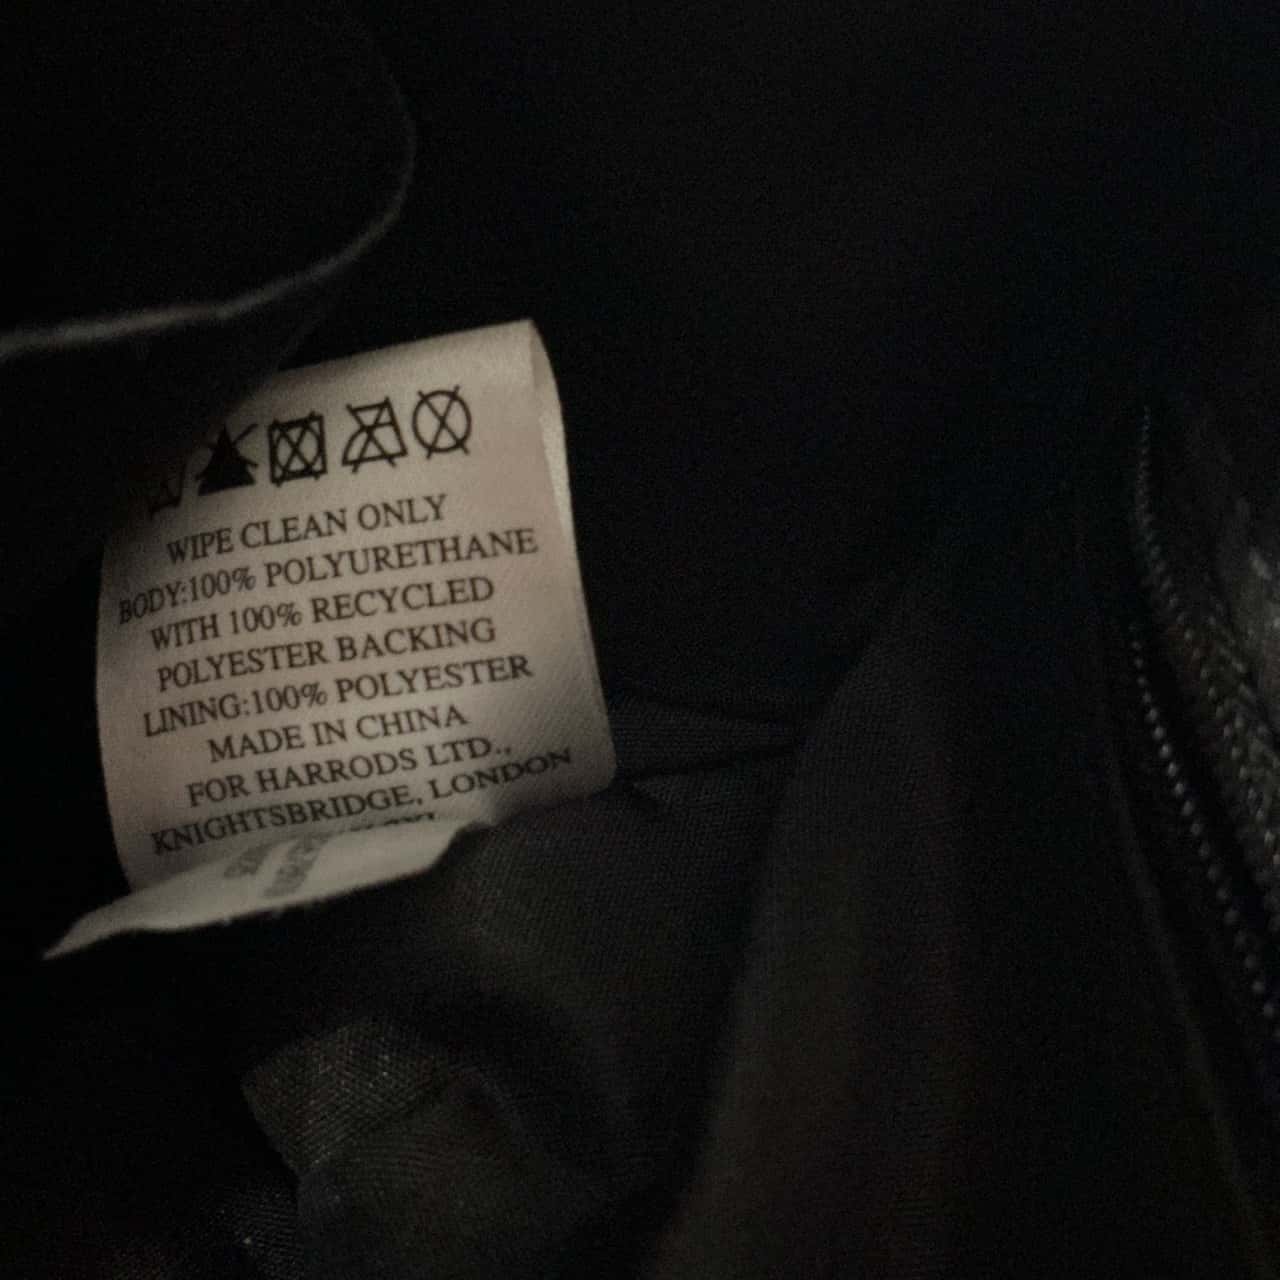 WIPE CLEAN ONLY
BODY:100% POLYURETHANE
WITH 100% RECYCLED
POLYESTER BACKING
LINING:100% POLYESTER
MADE IN CHINA
FOR HARRODS LTD.,
KNIGHTSBRIDGE, LONDON